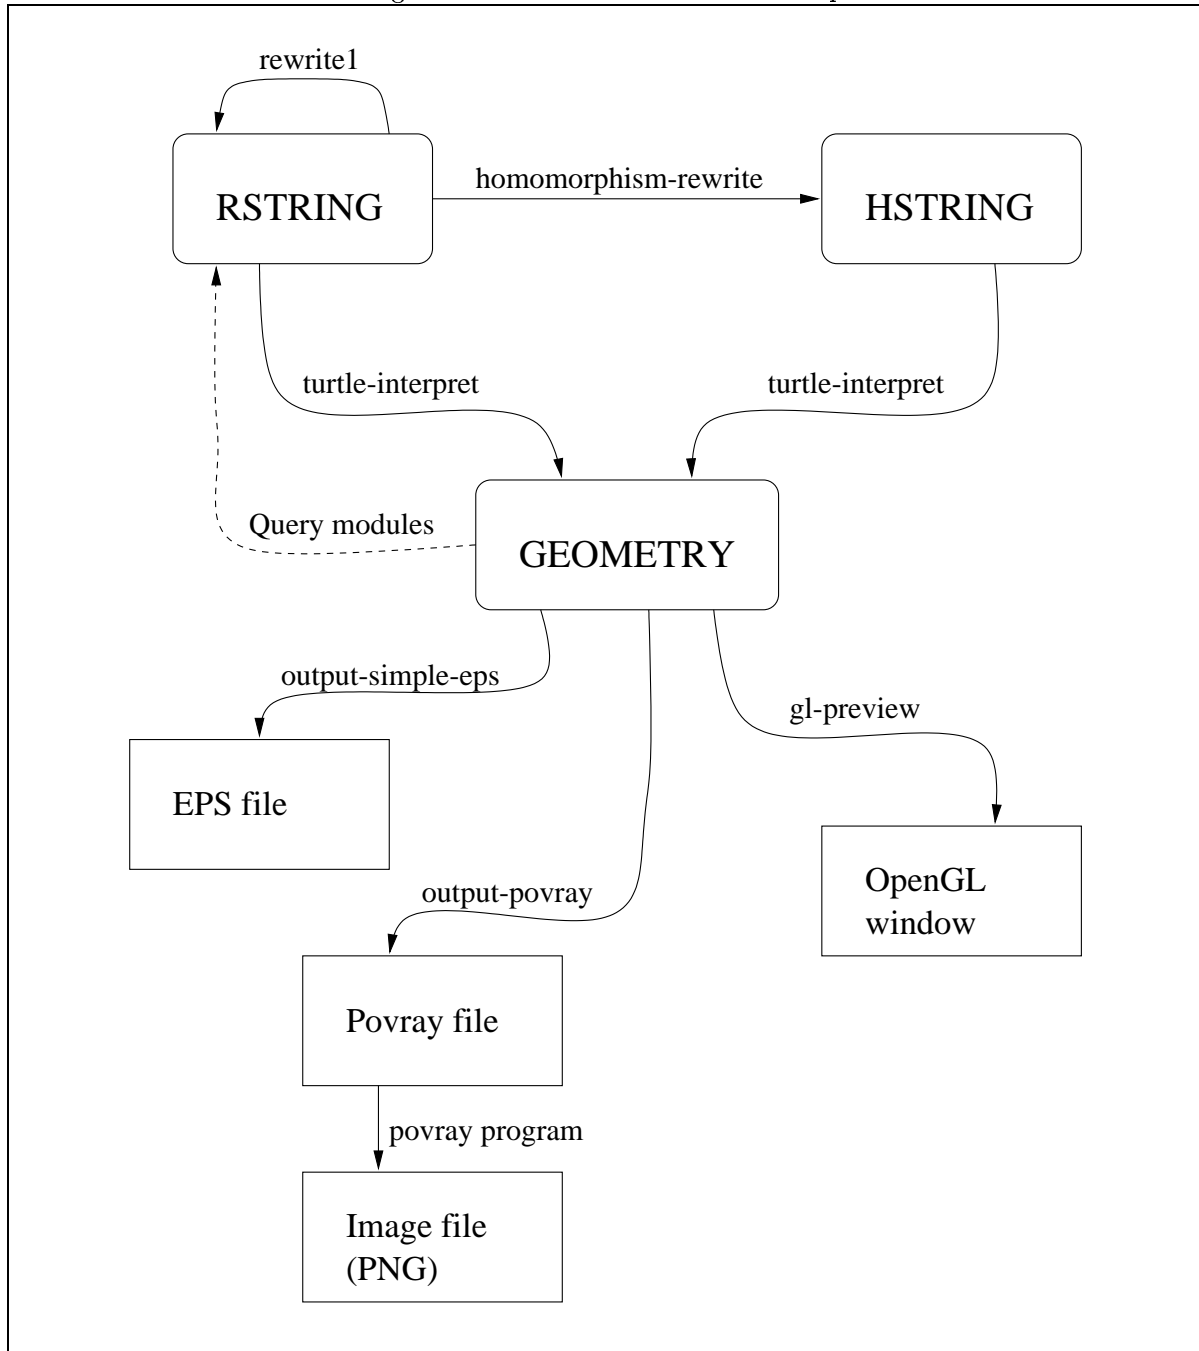 rewrite1
RSTRING
homomorphism-rewrite
HSTRING
turtle-interpret
turtle-interpret
Query modules
GEOMETRY
output-simple-eps
gl-preview
EPS file
OpenGL
window
output-povray
Povray file
povray program
Image file
(PNG)